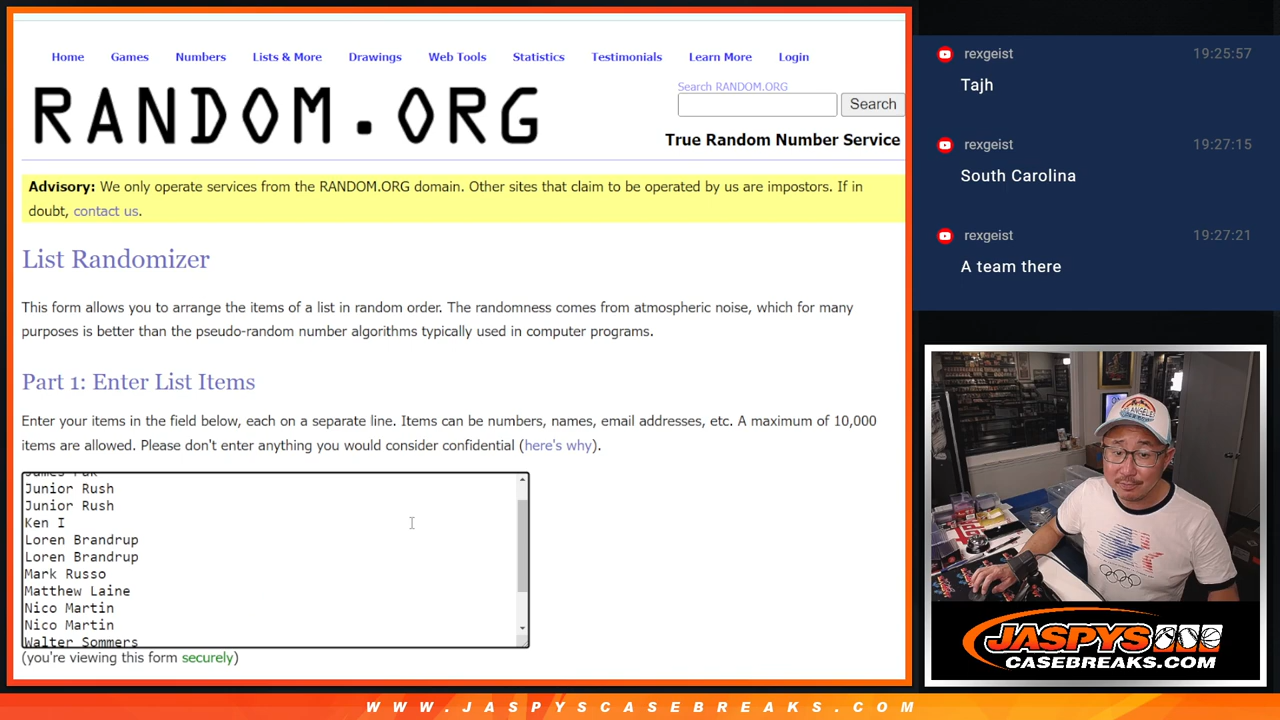 Home Games Numbers Lists & More Drawings Web Tools Statistics Testimonials Learn More Login
RANDOM.ORG
Search RANDOM.ORG
Search
True Random Number Service
Advisory: We only operate services from the RANDOM.ORG domain. Other sites that claim to be operated by us are impostors. If in
doubt, contact us.
List Randomizer
This form allows you to arrange the items of a list in random order. The randomness comes from atmospheric noise, which for many
purposes is better than the pseudo-random number algorithms typically used in computer programs.
Part 1: Enter List Items
Enter your items in the field below, each on a separate line. Items can be numbers, names, email addresses, etc. A maximum of 10,000
items are allowed. Please don't enter anything you would consider confidential (here's why).
Junior Rush
Junior Rush
Ken I
Loren Brandrup
Loren Brandrup
Mark Russo
Matthew Laine
Nico Martin
Nico Martin
Walter Sommers
(you're viewing this form securely)
rexgeist 19:25:57
Tajh
rexgeist 19:27:15
South Carolina
rexgeist 19:27:21
A team there
JASPYS
CASEBREAKS.COM
WWW.JASPYSCASEBREAKS.COM